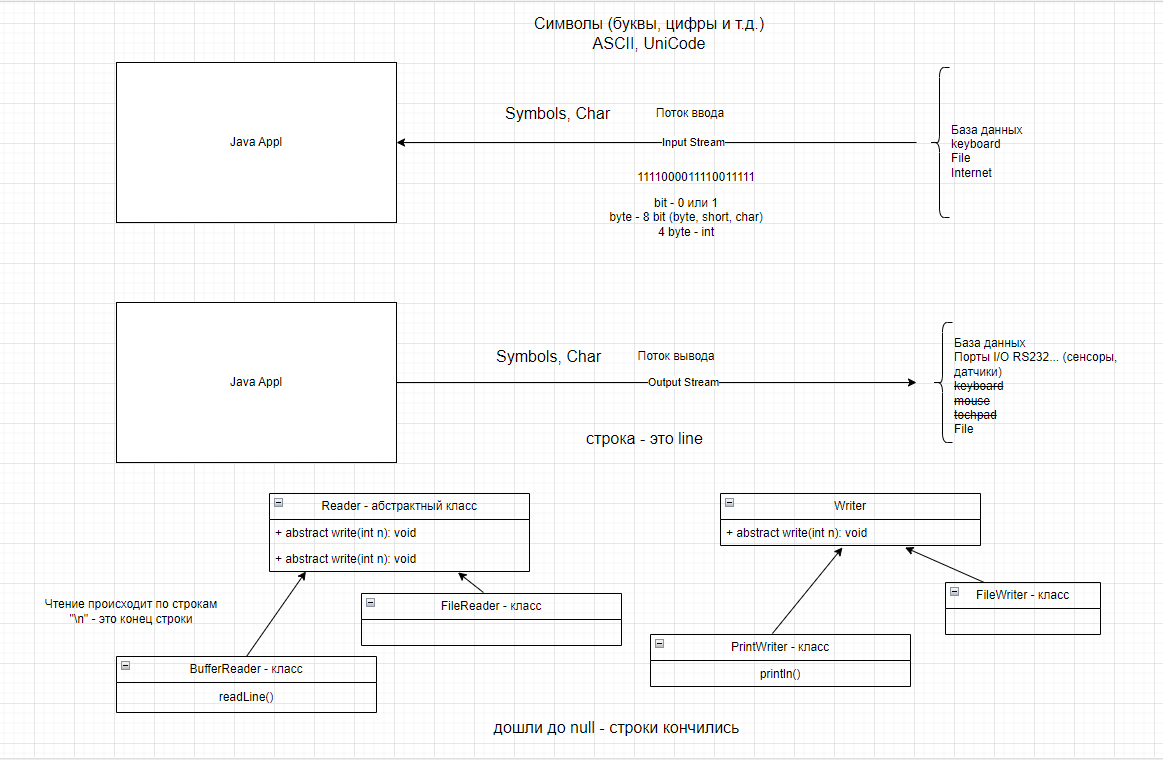 Символы (буквы, цифры и т.д.)
ASCII, UniCode
Java Appl
Symbols, Char
Поток ввода
Input Stream
1111000011110011111
bit - 0 или 1
byte - 8 bit (byte, short, char)
4 byte - int
База данных
keyboard
File
Internet
Java Appl
Symbols, Char
Поток вывода
Output Stream
строка - это line
База данных
Порты I/O RS232... (сенсоры,
датчики)
keyboard
mouse
tochpad
File
Reader - абстрактный класс
+ abstract write(int n): void
+ abstract write(int n): void
Writer
+ abstract write(int n): void
Чтение происходит по строкам
"\n" - это конец строки
FileReader - класс
FileWriter - класс
BufferReader - класс
readLine()
PrintWriter - класс
println()
дошли до null - строки кончились